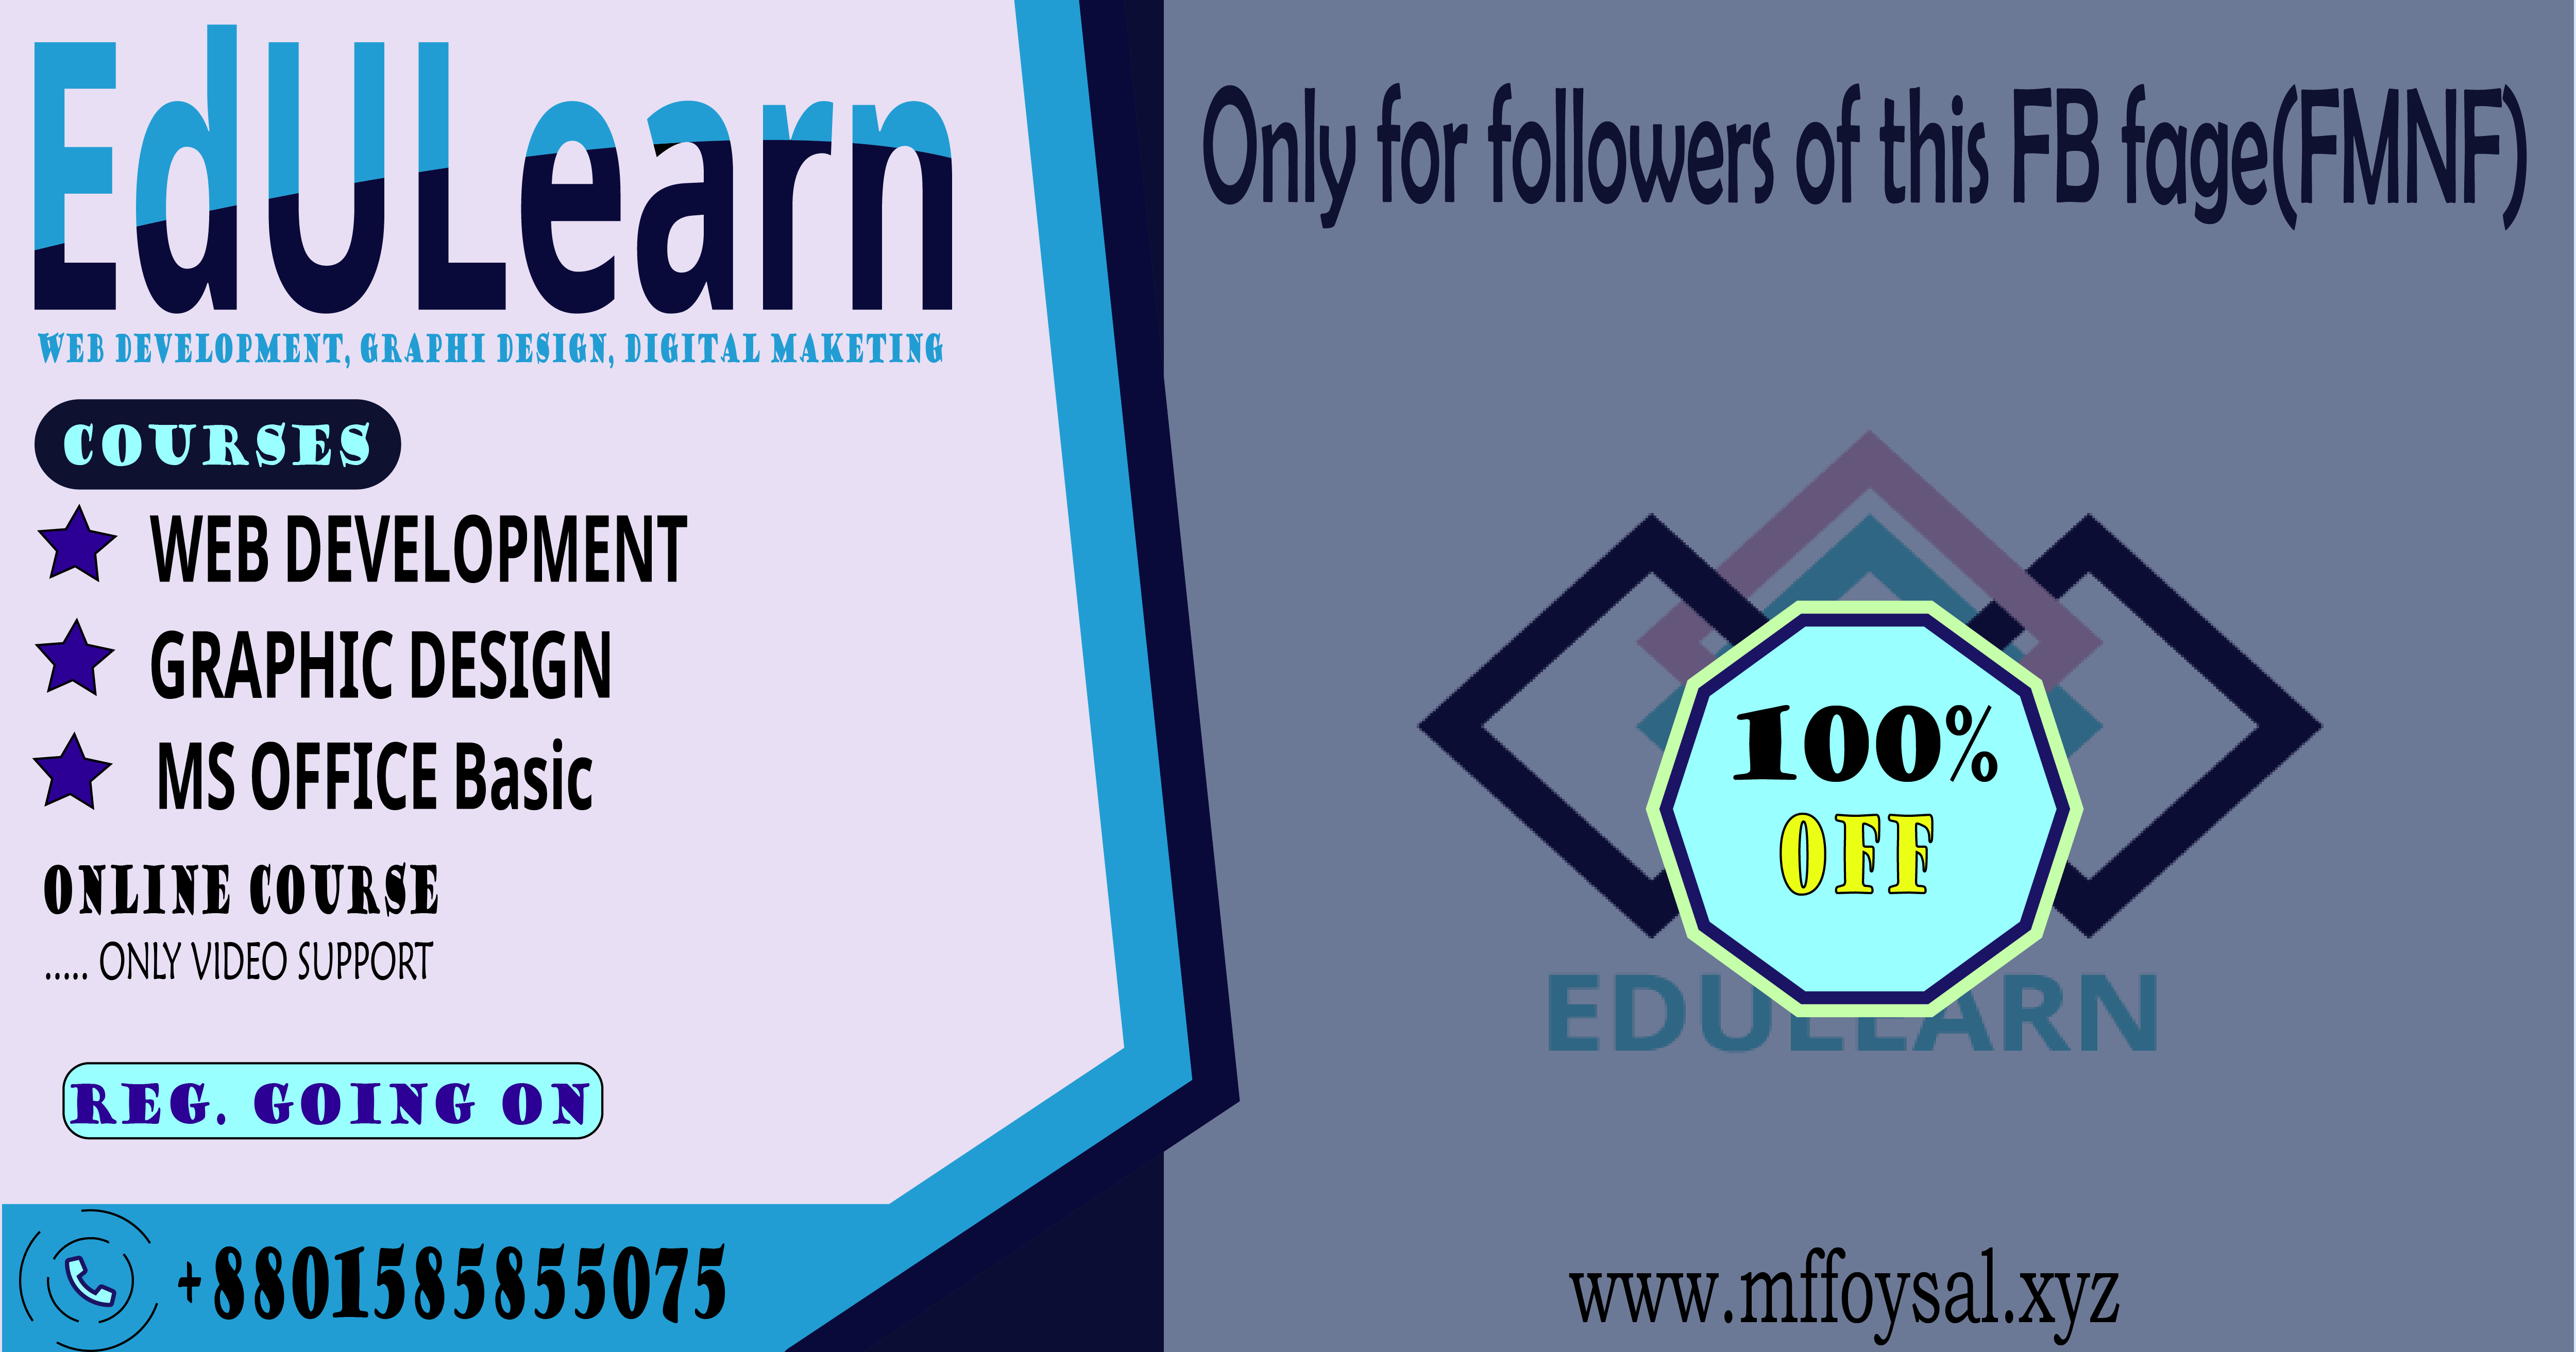 EdULearn
WEB DEVELOPMENT, GRAPHI DESIGN, DIGITAL MAKETING
COURSES
WEB DEVELOPMENT
GRAPHIC DESIGN
MS OFFICE Basic
ONLINE COURSE
..... ONLY VIDEO SUPPORT
REG. GOING ON
+8801585855075
Only for followers of this FB fage(FMNF)
100%
OFF
EDULEARN
www.mffoysal.xyz